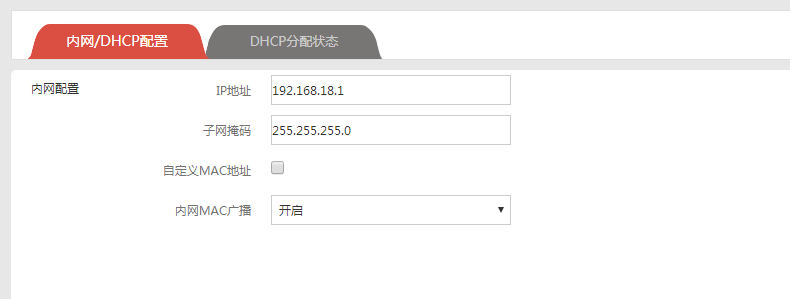 内网/DHCP配置 DHCP分配状态
内网配置 IP地址 192.168.18.1
子网掩码 255.255.255.0
自定义MAC地址
内网MAC广播 开启